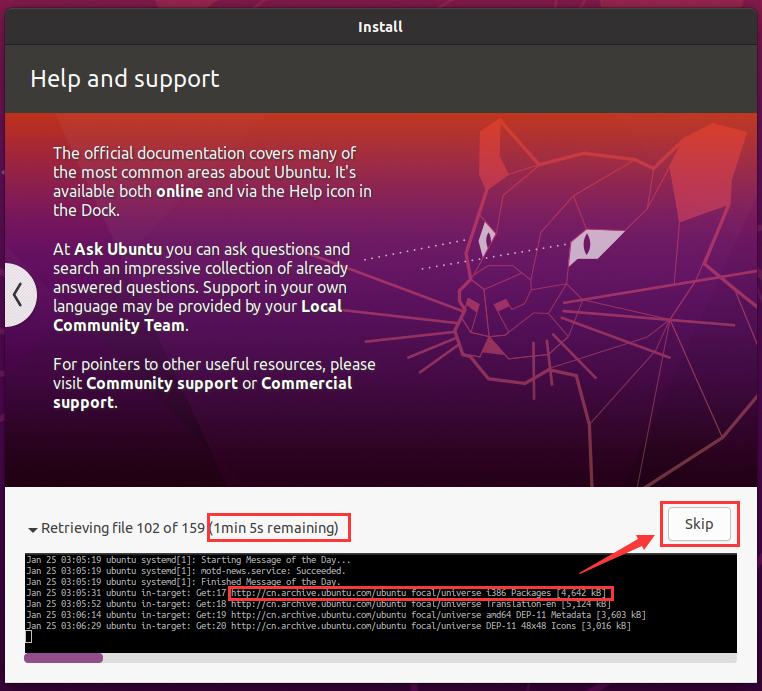 Install
Help and support
The official documentation covers many of
the most common areas about Ubuntu. It's
available both online and via the Help icon in
the Dock.
At Ask Ubuntu you can ask questions and
search an impressive collection of already
answered questions. Support in your own
language may be provided by your Local
Community Team.
For pointers to other useful resources, please
visit Community support or Commercial
support.
Retrieving file 102 of 159 (1min 5s remaining)
Skip
Jan 25 03:05:19 ubuntu systemd[1]: Starting Message of the Day...
Jan 25 03:05:19 ubuntu systemd[1]: motd-news.service: Succeeded.
Jan 25 03:05:19 ubuntu systemd[1]: Finished Message of the Day.
Jan 25 03:05:31 ubuntu in-target: Get:17 http://cn.archive.ubuntu.com/ubuntu focal/universe i386 Packages [4,642 kB]
Jan 25 03:05:52 ubuntu in-target: Get:18 http://cn.archive.ubuntu.com/ubuntu focal/universe Translation-en [5,124 kB]
Jan 25 03:06:14 ubuntu in-target: Get:19 http://cn.archive.ubuntu.com/ubuntu focal/universe amd64 DEP-11 Metadata [3,603 kB]
Jan 25 03:06:29 ubuntu in-target: Get:20 http://cn.archive.ubuntu.com/ubuntu focal/universe DEP-11 48x48 Icons [3,016 kB]